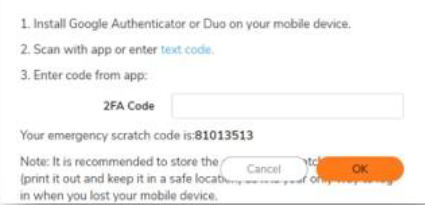 1. Install Google Authenticator or Duo on your mobile device.
2. Scan with app or enter text code.
3. Enter code from app:
2FA Code
Your emergency scratch code is:81013513
Note: It is recommended to store the
Cancel
OK
(print it out and keep it in a safe
in when you lost your mobile device.